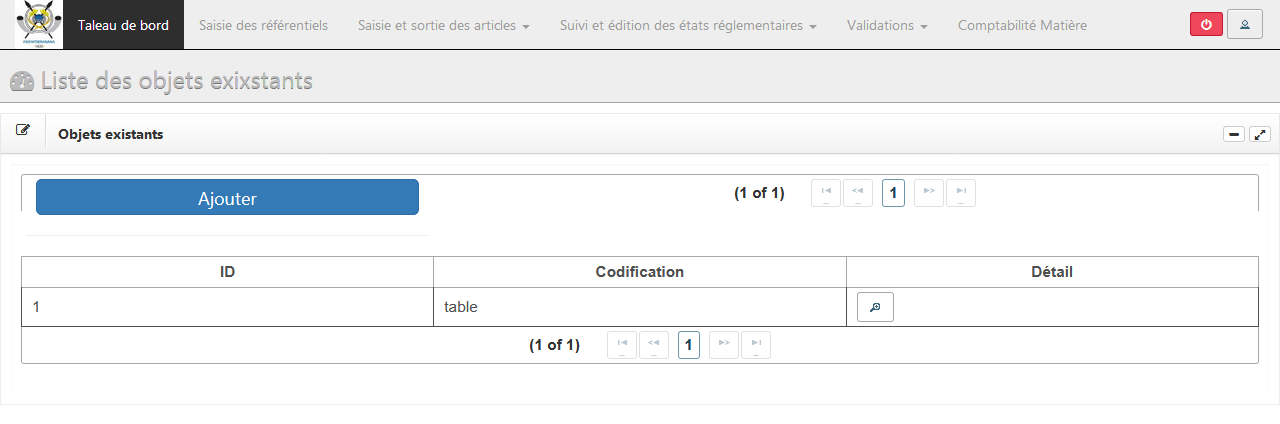 Taleau de bord Saisie des référentiels Saisie et sortie des articles Suivi et édition des états réglementaires Validations Comptabilité Matière
Liste des objets exixstants
Objets existants
Ajouter (1 of 1) 1
ID Codification Détail
1 table
(1 of 1) 1